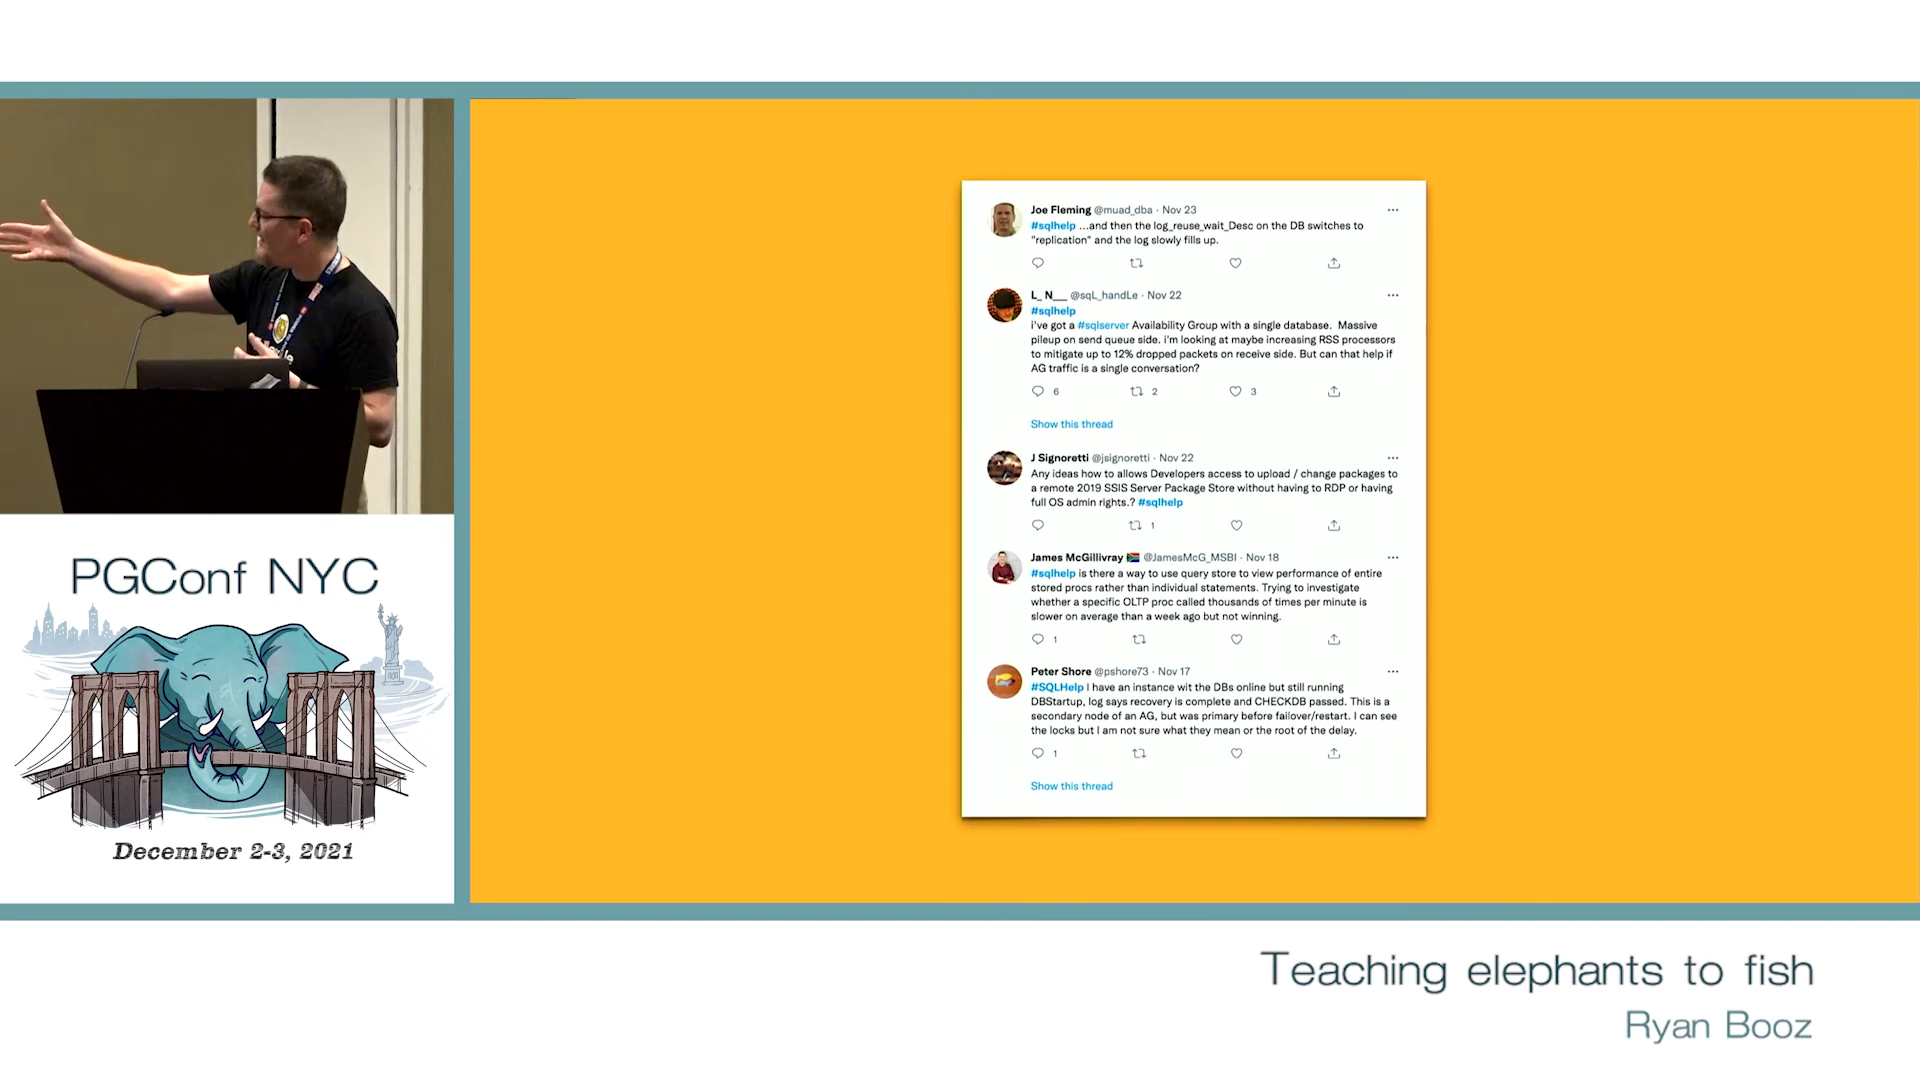 Joe Fleming @muad_dba · Nov 23
#sqlhelp ...and then the log_reuse_wait_Desc on the DB switches to
"replication" and the log slowly fills up.
L_ N___ @sqL_handLe · Nov 22
#sqlhelp
i've got a #sqlserver Availability Group with a single database. Massive
pileup on send queue side. i'm looking at maybe increasing RSS processors
to mitigate up to 12% dropped packets on receive side. But can that help if
AG traffic is a single conversation?
6 2 3
Show this thread
J Signoretti @jsignoretti · Nov 22
Any ideas how to allows Developers access to upload / change packages to
a remote 2019 SSIS Server Package Store without having to RDP or having
full OS admin rights.? #sqlhelp
1
James McGillivray 🇿🇦 @JamesMcG_MSBI · Nov 18
#sqlhelp is there a way to use query store to view performance of entire
stored procs rather than individual statements. Trying to investigate
whether a specific OLTP proc called thousands of times per minute is
slower on average than a week ago but not winning.
1
Peter Shore @pshore73 · Nov 17
#SQLHelp I have an instance wit the DBs online but still running
DBStartup, log says recovery is complete and CHECKDB passed. This is a
secondary node of an AG, but was primary before failover/restart. I can see
the locks but I am not sure what they mean or the root of the delay.
1
Show this thread
PGConf NYC
December 2-3, 2021
Teaching elephants to fish
Ryan Booz